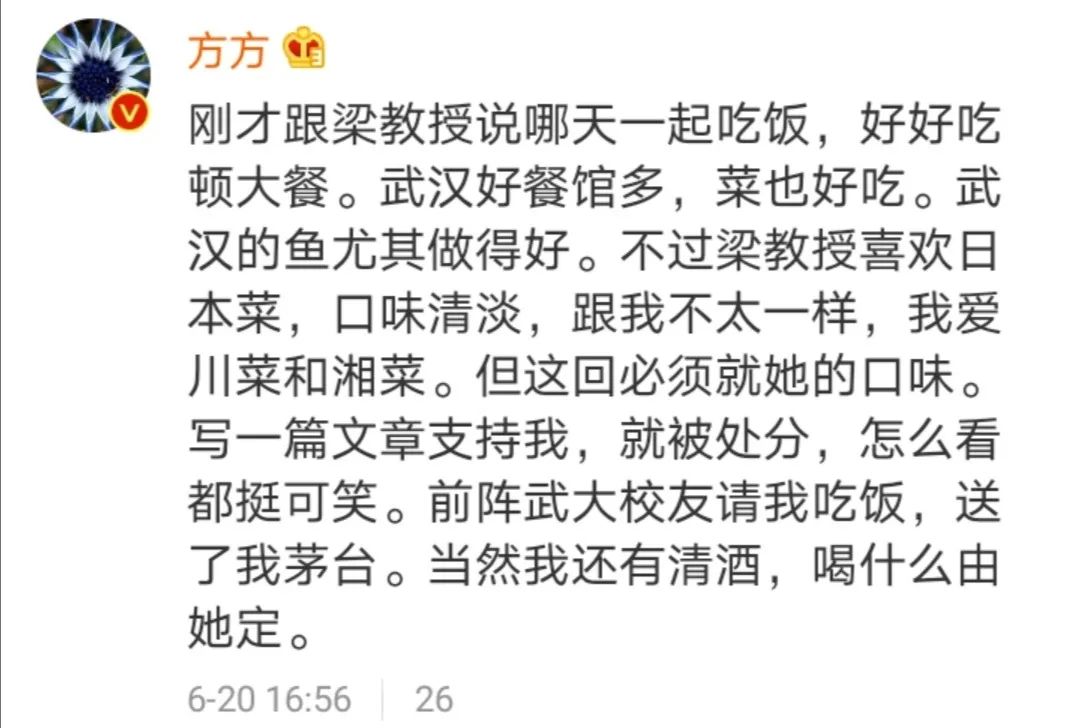 方方
刚才跟梁教授说哪天一起吃饭，好好吃
顿大餐。武汉好餐馆多，菜也好吃。武
汉的鱼尤其做得好。不过梁教授喜欢日
本菜，口味清淡，跟我不太一样，我爱
川菜和湘菜。但这回必须就她的口味。
写一篇文章支持我，就被处分，怎么看
都挺可笑。前阵武大校友请我吃饭，送
了我茅台。当然我还有清酒，喝什么由
她定。
6-20 16:56 26